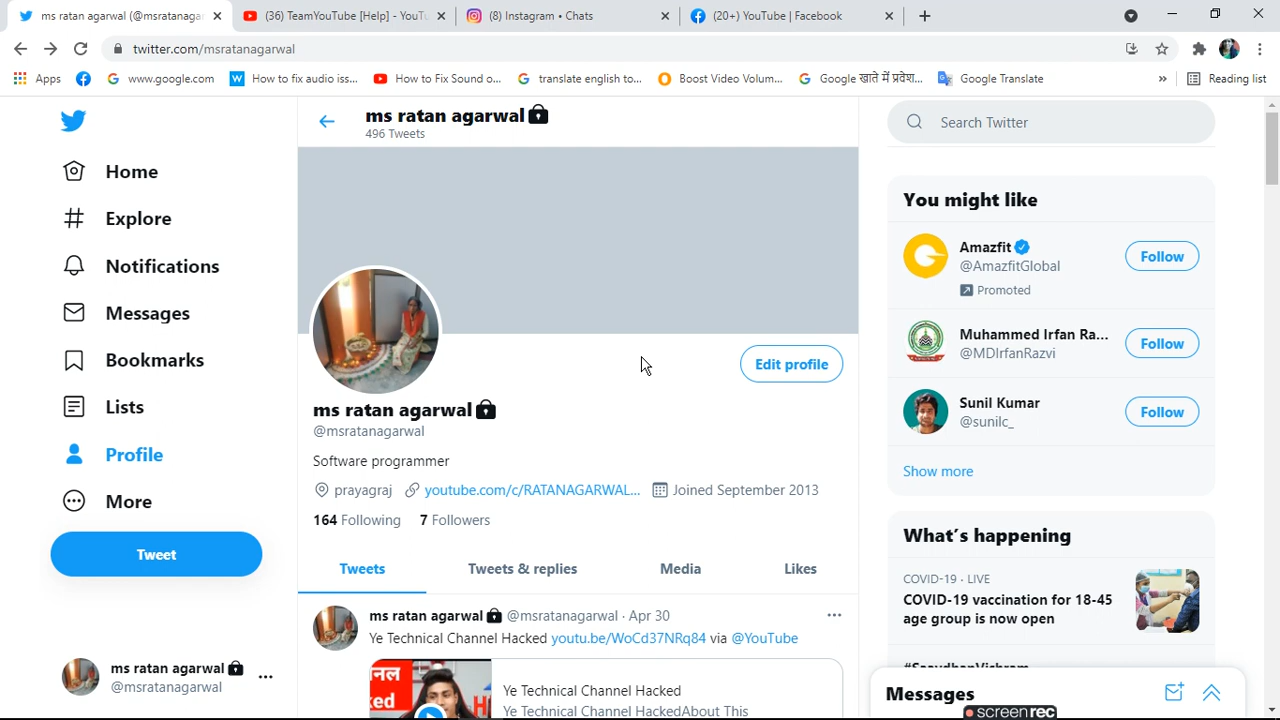 ms ratan agarwal (@msratanagar
(36) TeamYouTube [Help] - YouTu
(8) Instagram • Chats
(20+) YouTube | Facebook
twitter.com/msratanagarwal
Apps
www.google.com
How to fix audio iss...
How to Fix Sound o...
translate english to...
Boost Video Volum...
Google खाते में प्रवेश...
Google Translate
»
Reading list
Home
Explore
Notifications
Messages
Bookmarks
Lists
Profile
More
Tweet
ms ratan agarwal
@msratanagarwal
ms ratan agarwal
496 Tweets
Edit profile
ms ratan agarwal
@msratanagarwal
Software programmer
prayagraj youtube.com/c/RATANAGARWAL... Joined September 2013
164 Following 7 Followers
Tweets Tweets & replies Media Likes
ms ratan agarwal @msratanagarwal · Apr 30
Ye Technical Channel Hacked youtu.be/WoCd37NRq84 via @YouTube
Ye Technical Channel Hacked
Ye Technical Channel HackedAbout This
Search Twitter
You might like
Amazfit
@AmazfitGlobal
Promoted
Follow
Muhammed Irfan Ra...
@MDIrfanRazvi
Follow
Sunil Kumar
@sunilc_
Follow
Show more
What's happening
COVID-19 · LIVE
COVID-19 vaccination for 18-45
age group is now open
Messages
screenrec